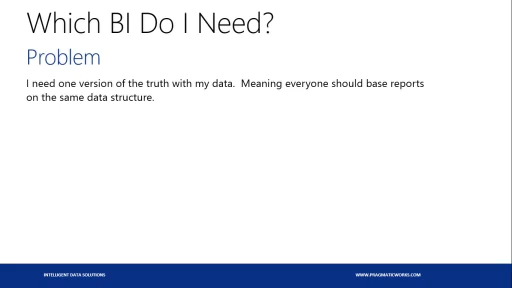 Which BI Do I Need?
Problem
I need one version of the truth with my data.  Meaning everyone should base reports
on the same data structure.
INTELLIGENT DATA SOLUTIONS
WWW.PRAGMATICWORKS.COM